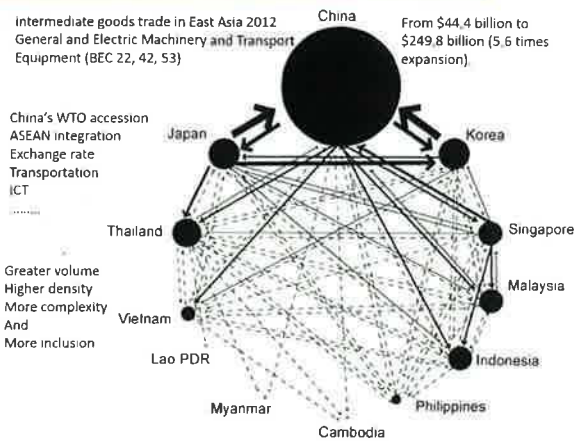 intermediate goods trade in East Asia 2012
General and Electric Machinery and Transport
Equipment (BEC 22, 42, 53)
China
From $44.4 billion to
$249.8 billion (5.6 times
expansion)
China's WTO accession
ASEAN integration
Exchange rate
Transportation
ICT
........
Japan
Korea
Thailand
Singapore
Greater volume
Higher density
More complexity
And
More inclusion
Malaysia
Vietnam
Lao PDR
Indonesia
Myanmar
Philippines
Cambodia